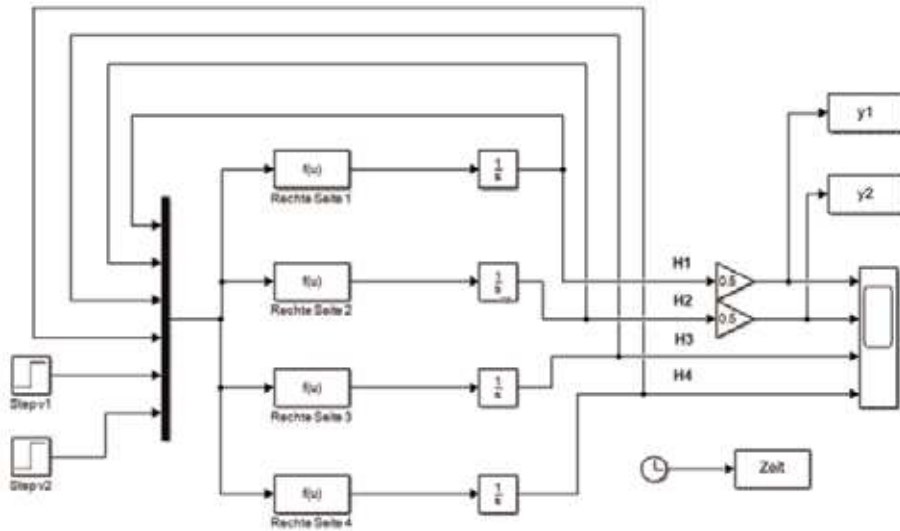 y1
y2
f(u)
1
s
Rechte Seite 1
f(u)
1
s
Rechte Seite 2
H1
0.5
H2
0.5
H3
f(u)
1
s
Rechte Seite 3
H4
Step v1
f(u)
1
s
Rechte Seite 4
Step v2
Zeit